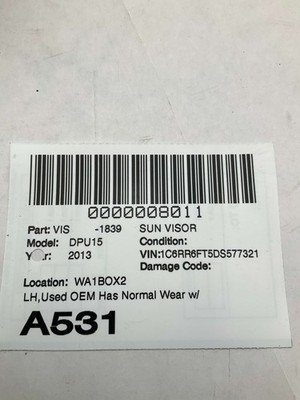 0000008011
Part: VIS -1839 SUN VISOR
Model: DPU15 Condition:
Year: 2013 VIN:1C6RR6FT5DS577321
Damage Code:
Location: WA1BOX2
LH,Used OEM Has Normal Wear w/
A531